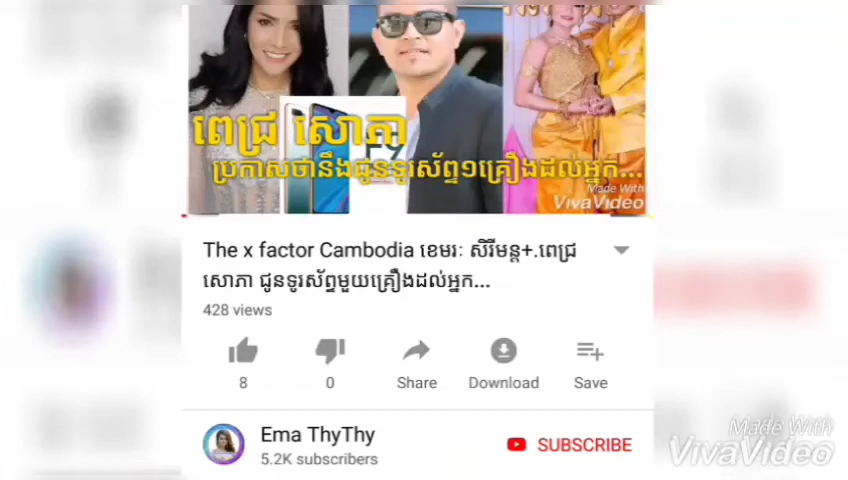 F9
ពេជ្រ សោភា
ប្រកាសថានឹងជូនទូរស័ព្ទ១គ្រឿងដល់អ្នក...
Made With
VivaVideo
The x factor Cambodia ខេមរៈ សិរីមន្ត+.ពេជ្រ
សោភា ជូនទូរស័ព្ទមួយគ្រឿងដល់អ្នក...
428 views
8
0
Share
Download
Save
Ema ThyThy
5.2K subscribers
SUBSCRIBE
Made With
VivaVideo